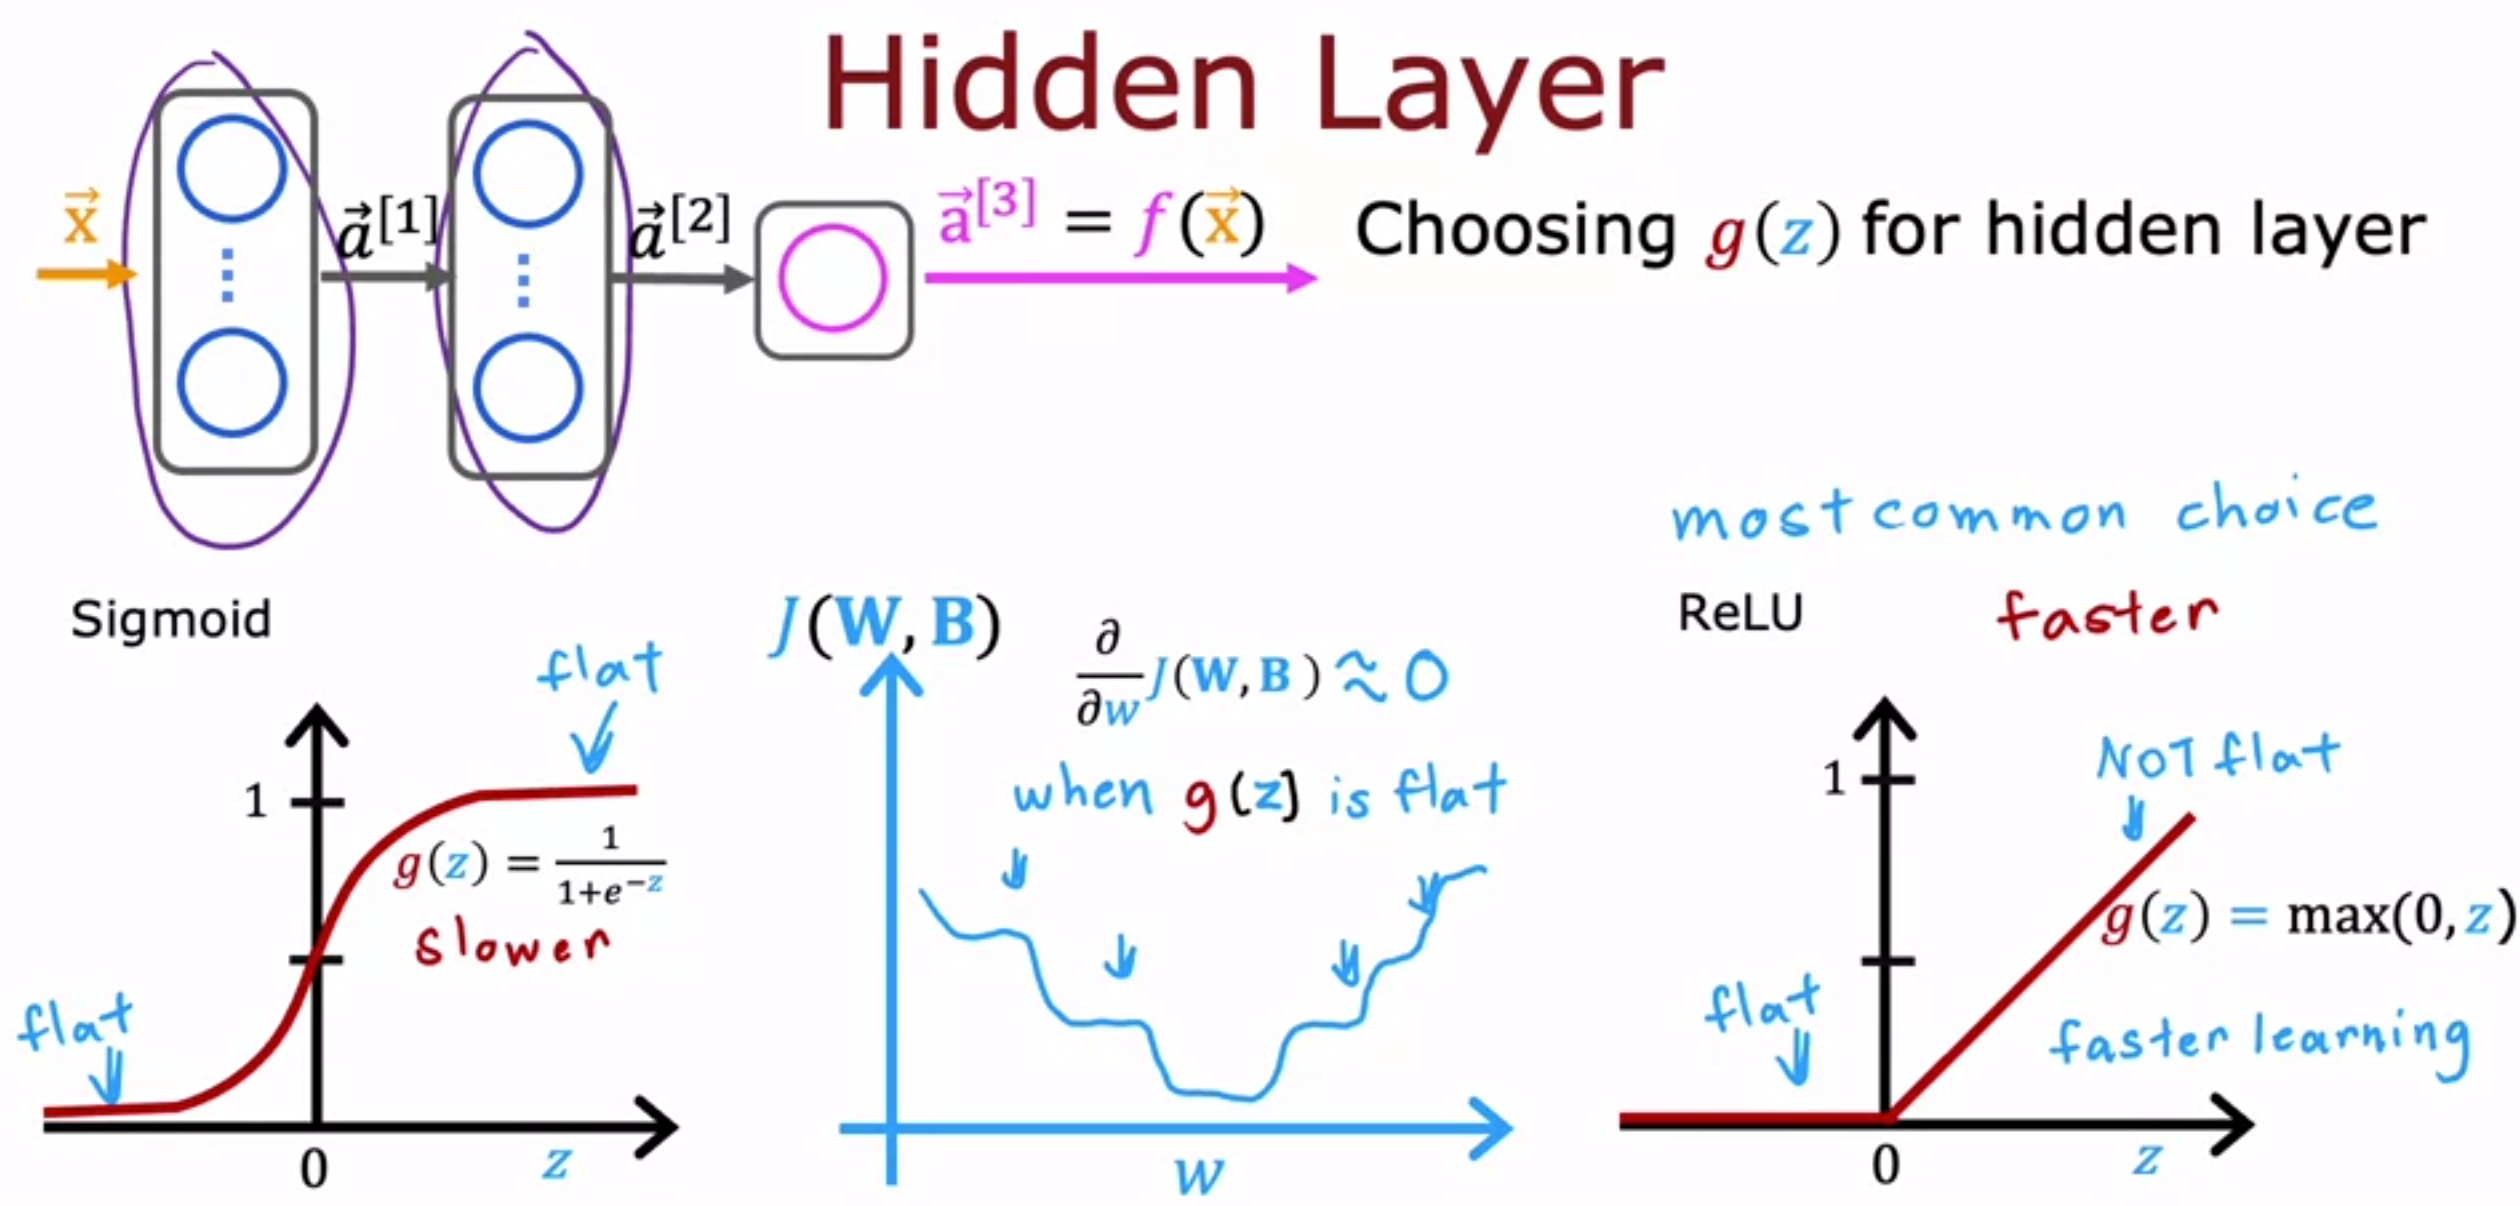 Hidden Layer
x⃗
a⃗[1]
a⃗[2]
a⃗[3] = f(x⃗)
Choosing g(z) for hidden layer
Sigmoid
flat
1
g(z) = 1/(1+e^−z)
slower
flat
0
z
J(W, B)
∂/∂w J(W, B) ≈ 0
when g(z) is flat
w
most common choice
ReLU
faster
1
NOT flat
g(z) = max(0, z)
flat
faster learning
0
z